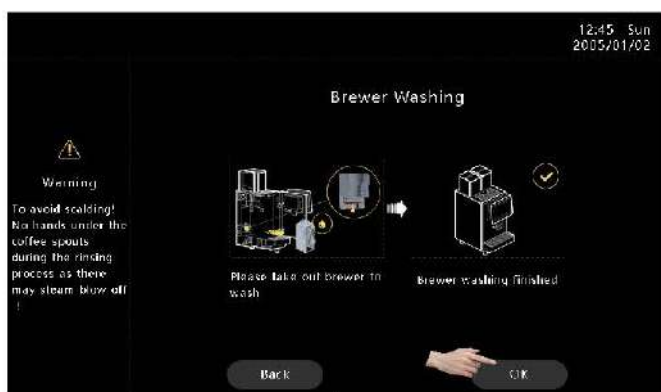 12:45 Sun
2005/01/02
Brewer Washing
Warning
To avoid scalding!
No hands under the
coffee spouts
during the rinsing
process as there
may steam blow off
!
Please take out brewer to
wash
Brewer washing finished
Back
OK